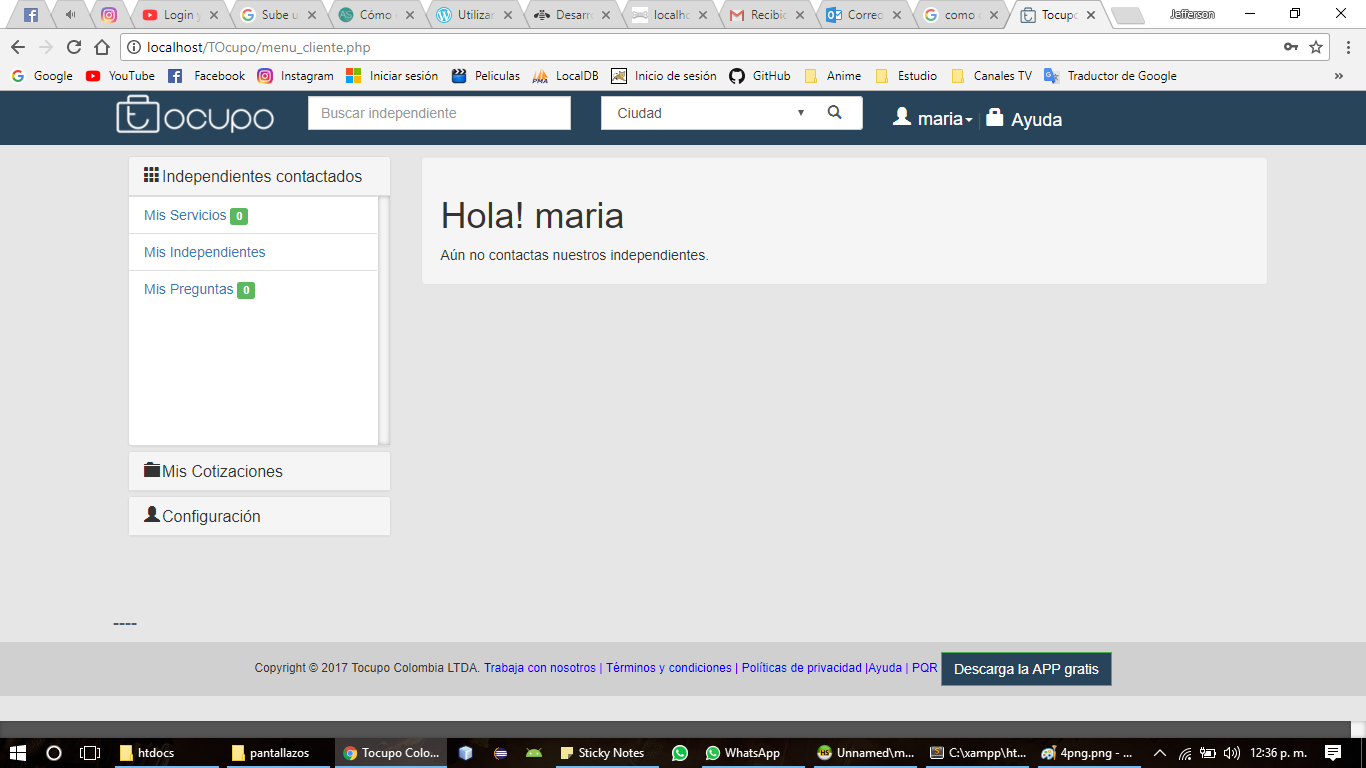 Login y
Sube u
Cómo
Utilizar
Desarr
localho
Recibid
Correc
como
Tocupo
Jefferson
localhost/TOcupo/menu_cliente.php
Google YouTube Facebook Instagram Iniciar sesión Peliculas LocalDB Inicio de sesión GitHub Anime Estudio Canales TV Traductor de Google »
tocupo Buscar independiente Ciudad maria | Ayuda
Independientes contactados
Mis Servicios 0
Mis Independientes
Mis Preguntas 0
Mis Cotizaciones
Configuración
Hola! maria
Aún no contactas nuestros independientes.
----
Copyright © 2017 Tocupo Colombia LTDA. Trabaja con nosotros | Términos y condiciones | Políticas de privacidad |Ayuda | PQR Descarga la APP gratis
htdocs pantallazos Tocupo Colo... Sticky Notes WhatsApp Unnamed\m... C:\xampp\ht... 4png.png - ... 12:36 p. m.